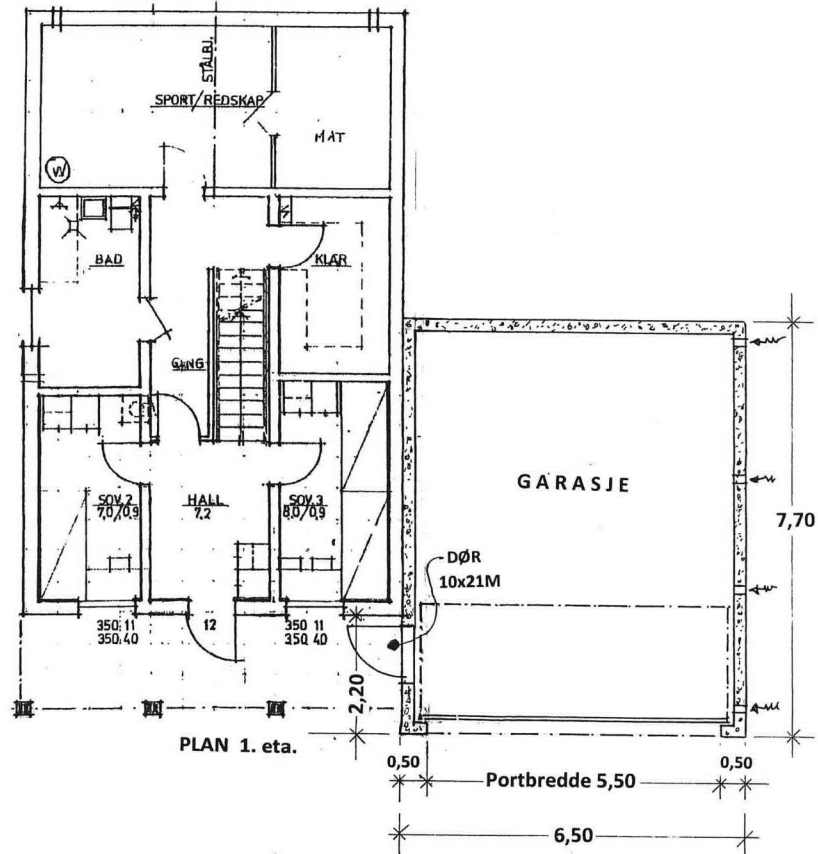 STÅLBJ.
SPORT/REDSKAP
MAT
W
BAD
KLÆR
GANG
SOV. 2
7,0/0,9
HALL
7,2
SOV. 3
8,0/0,9
GARASJE
7,70
DØR
10x21M
350 11
350 40
12
350 11
350 40
2,20
PLAN 1. eta.
0,50
Portbredde 5,50
0,50
6,50